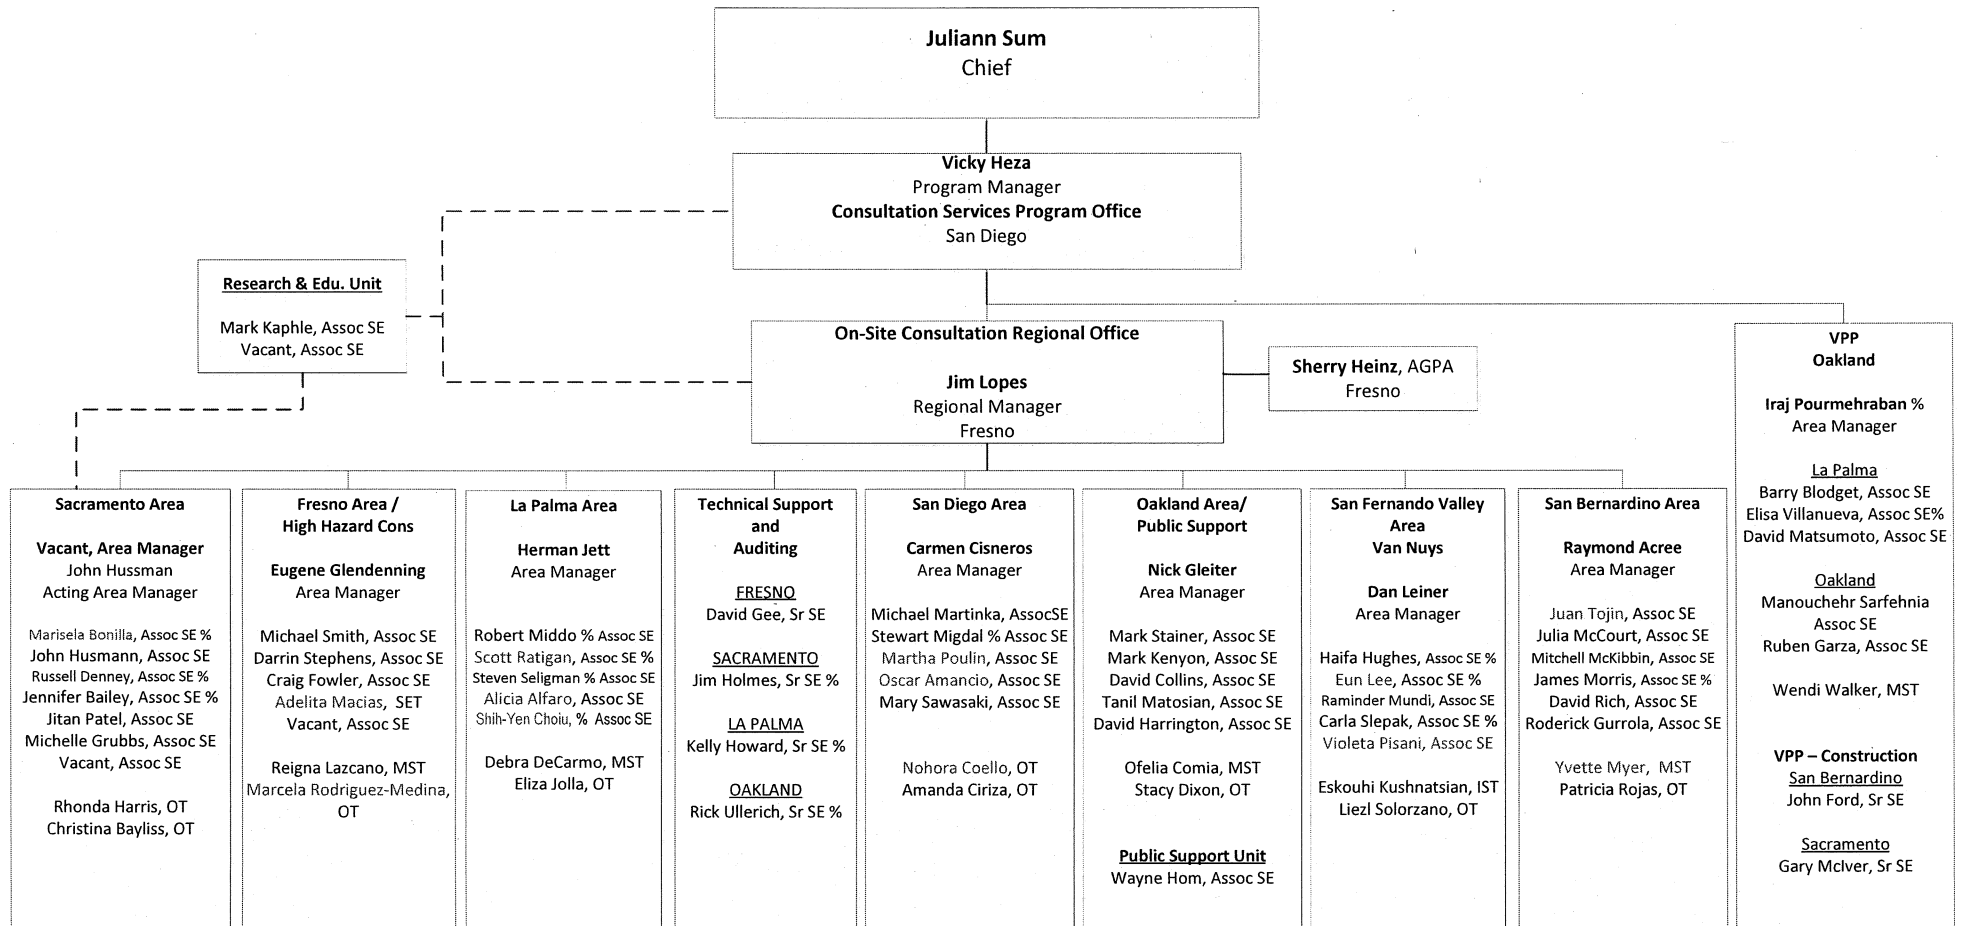 Juliann Sum
Chief
Vicky Heza
Program Manager
Consultation Services Program Office
San Diego
Research & Edu. Unit
Mark Kaphle, Assoc SE
Vacant, Assoc SE
On-Site Consultation Regional Office
Jim Lopes
Regional Manager
Fresno
Sherry Heinz, AGPA
Fresno
Sacramento Area
Vacant, Area Manager
John Hussman
Acting Area Manager
Marisela Bonilla, Assoc SE %
John Husmann, Assoc SE
Russell Denney, Assoc SE %
Jennifer Bailey, Assoc SE %
Jitan Patel, Assoc SE
Michelle Grubbs, Assoc SE
Vacant, Assoc SE
Rhonda Harris, OT
Christina Bayliss, OT
Fresno Area /
High Hazard Cons
Eugene Glendenning
Area Manager
Michael Smith, Assoc SE
Darrin Stephens, Assoc SE
Craig Fowler, Assoc SE
Adelita Macias, SET
Vacant, Assoc SE
Reigna Lazcano, MST
Marcela Rodriguez-Medina,
OT
La Palma Area
Herman Jett
Area Manager
Robert Middo % Assoc SE
Scott Ratigan, Assoc SE %
Steven Seligman % Assoc SE
Alicia Alfaro, Assoc SE
Shih-Yen Choiu, % Assoc SE
Debra DeCarmo, MST
Eliza Jolla, OT
Technical Support
and
Auditing
FRESNO
David Gee, Sr SE
SACRAMENTO
Jim Holmes, Sr SE %
LA PALMA
Kelly Howard, Sr SE %
OAKLAND
Rick Ullerich, Sr SE %
San Diego Area
Carmen Cisneros
Area Manager
Michael Martinka, AssocSE
Stewart Migdal % Assoc SE
Martha Poulin, Assoc SE
Oscar Amancio, Assoc SE
Mary Sawasaki, Assoc SE
Nohora Coello, OT
Amanda Ciriza, OT
Oakland Area/
Public Support
Nick Gleiter
Area Manager
Mark Stainer, Assoc SE
Mark Kenyon, Assoc SE
David Collins, Assoc SE
Tanil Matosian, Assoc SE
David Harrington, Assoc SE
Ofelia Comia, MST
Stacy Dixon, OT
Public Support Unit
Wayne Hom, Assoc SE
San Fernando Valley
Area
Van Nuys
Dan Leiner
Area Manager
Haifa Hughes, Assoc SE %
Eun Lee, Assoc SE %
Raminder Mundi, Assoc SE
Carla Slepak, Assoc SE %
Violeta Pisani, Assoc SE
Eskouhi Kushnatsian, IST
Liezl Solorzano, OT
San Bernardino Area
Raymond Acree
Area Manager
Juan Tojin, Assoc SE
Julia McCourt, Assoc SE
Mitchell McKibbin, Assoc SE
James Morris, Assoc SE %
David Rich, Assoc SE
Roderick Gurrola, Assoc SE
Yvette Myer, MST
Patricia Rojas, OT
VPP
Oakland
Iraj Pourmehraban %
Area Manager
La Palma
Barry Blodget, Assoc SE
Elisa Villanueva, Assoc SE%
David Matsumoto, Assoc SE
Oakland
Manouchehr Sarfehnia
Assoc SE
Ruben Garza, Assoc SE
Wendi Walker, MST
VPP – Construction
San Bernardino
John Ford, Sr SE
Sacramento
Gary McIver, Sr SE